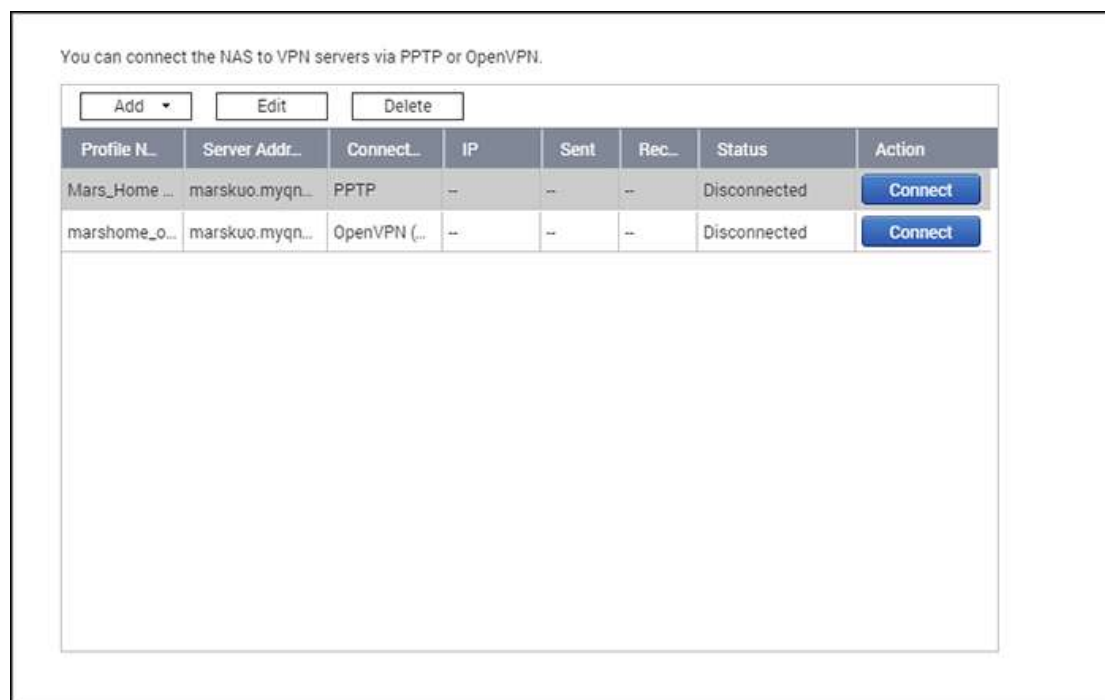 You can connect the NAS to VPN servers via PPTP or OpenVPN.
Add Edit Delete
Profile N... Server Addr... Connect... IP Sent Rec... Status Action
Mars_Home ... marskuo.myqn... PPTP -- -- -- Disconnected Connect
marshome_o... marskuo.myqn... OpenVPN (... -- -- -- Disconnected Connect